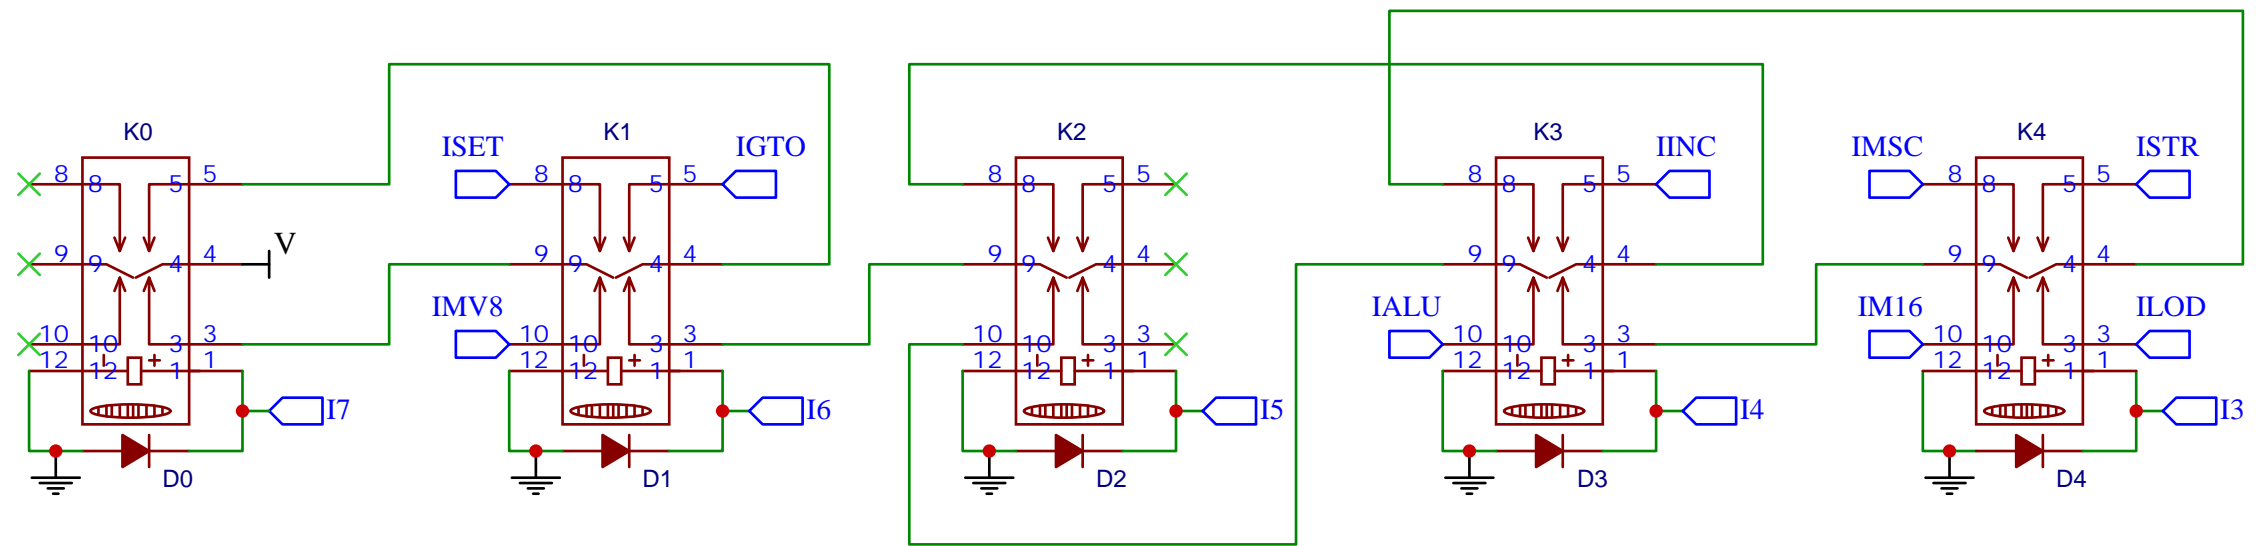 K0 K1 K2 K3 K4
ISET IGTO IINC IMSC ISTR
8 8 5 5 8 8 5 5 8 8 5 5 8 8 5 5 8 8 5 5
V
9 9 4 4 9 9 4 4 9 9 4 4 9 9 4 4 9 9 4 4
IMV8 IALU IM16 ILOD
10 10 3 3 10 10 3 3 10 10 3 3 10 10 3 3 10 10 3 3
12 12 - + 1 1 12 12 - + 1 1 12 12 - + 1 1 12 12 - + 1 1 12 12 - + 1 1
I7 I6 I5 I4 I3
D0 D1 D2 D3 D4